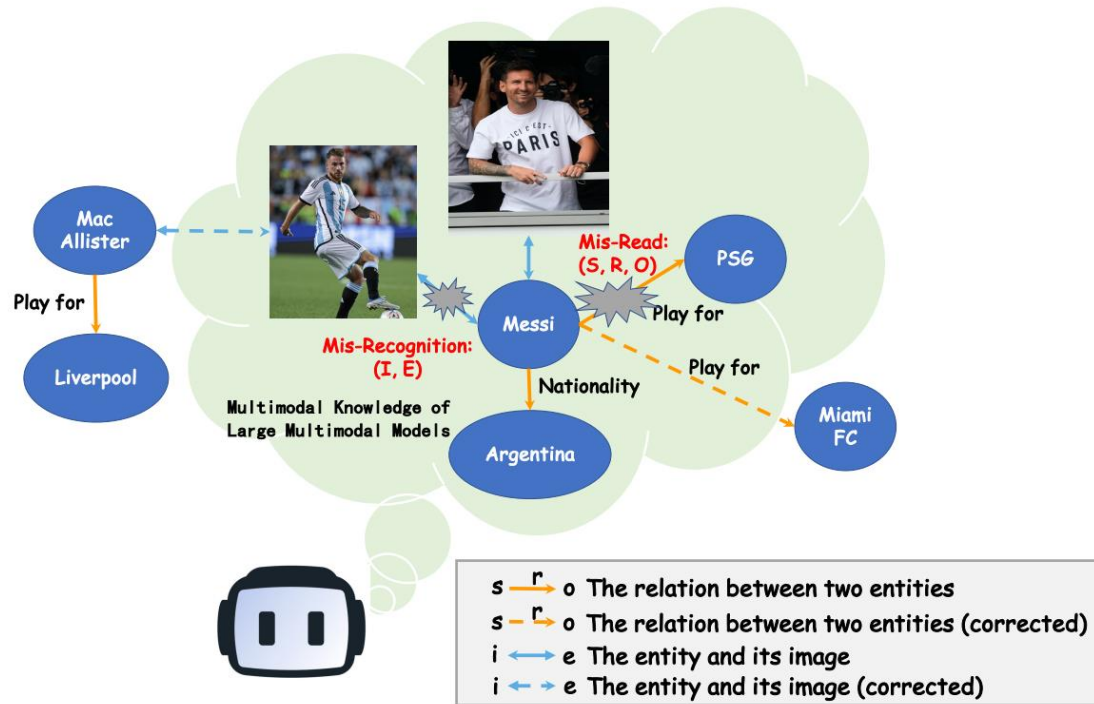 ICI C'EST
PARIS
Mac
Allister
Play for
Liverpool
Mis-Recognition:
(I, E)
Mis-Read:
(S, R, O)
PSG
Play for
Messi
Play for
Nationality
Miami
FC
Argentina
Multimodal Knowledge of
Large Multimodal Models
s r o The relation between two entities
s r o The relation between two entities (corrected)
i e The entity and its image
i e The entity and its image (corrected)